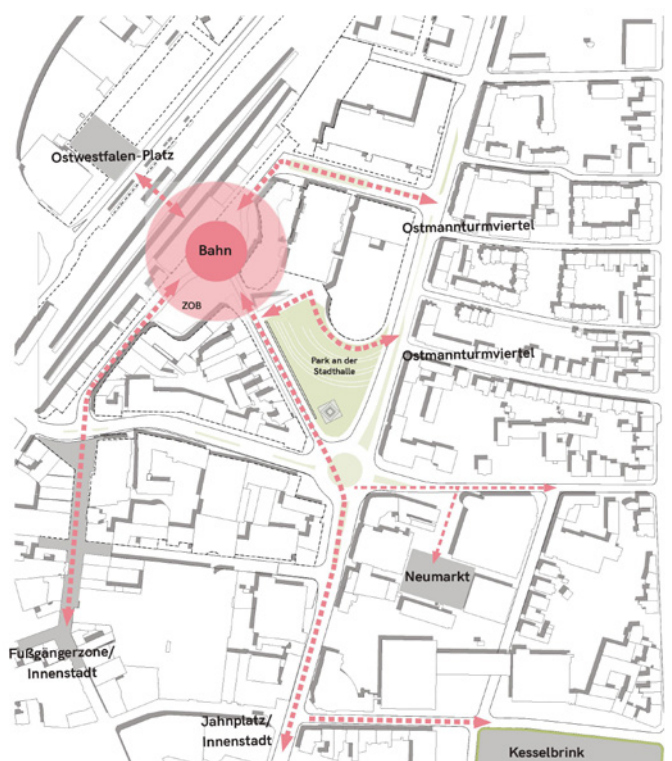 Ostwestfalen-Platz
Ostmannturmviertel
Bahn
ZOB
Park an der
Stadthalle
Ostmannturmviertel
Neumarkt
Fußgängerzone/
Innenstadt
Jahnplatz/
Innenstadt
Kesselbrink